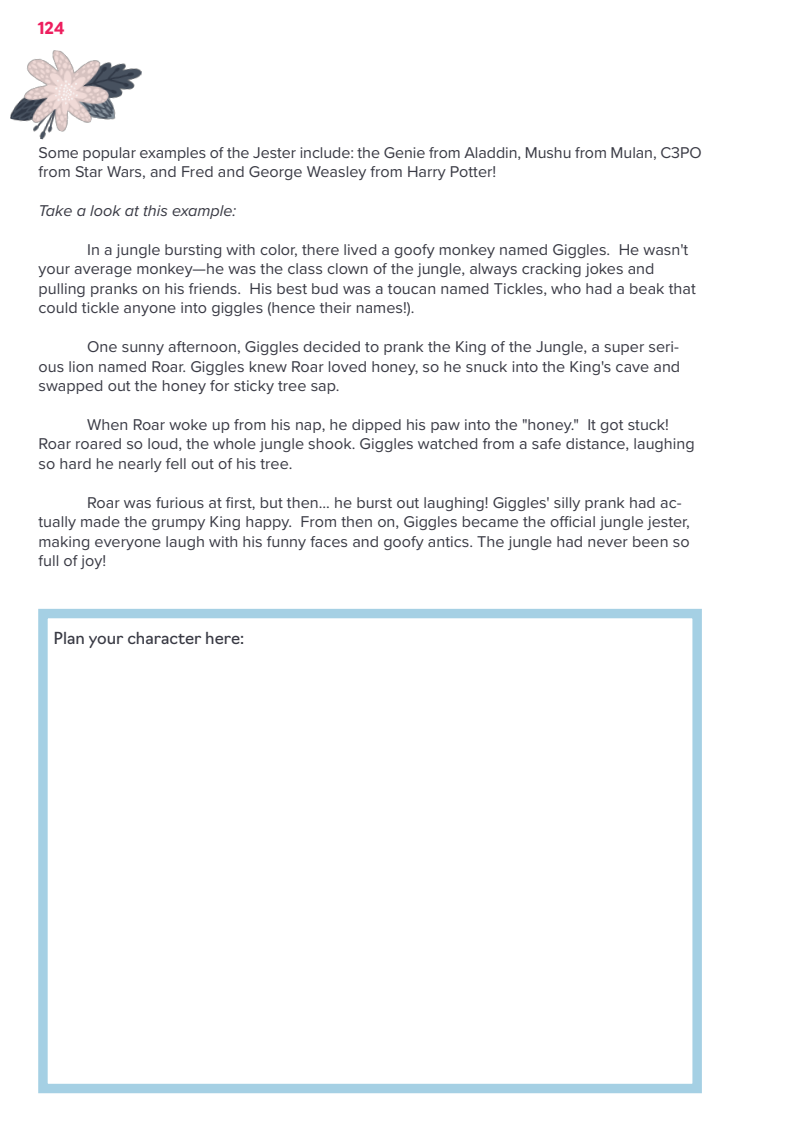 124
Some popular examples of the Jester include: the Genie from Aladdin, Mushu from Mulan, C3PO
from Star Wars, and Fred and George Weasley from Harry Potter!
Take a look at this example:
In a jungle bursting with color, there lived a goofy monkey named Giggles.  He wasn't
your average monkey—he was the class clown of the jungle, always cracking jokes and
pulling pranks on his friends.  His best bud was a toucan named Tickles, who had a beak that
could tickle anyone into giggles (hence their names!).
One sunny afternoon, Giggles decided to prank the King of the Jungle, a super seri-
ous lion named Roar. Giggles knew Roar loved honey, so he snuck into the King's cave and
swapped out the honey for sticky tree sap.
When Roar woke up from his nap, he dipped his paw into the "honey."  It got stuck!
Roar roared so loud, the whole jungle shook. Giggles watched from a safe distance, laughing
so hard he nearly fell out of his tree.
Roar was furious at first, but then... he burst out laughing! Giggles' silly prank had ac-
tually made the grumpy King happy.  From then on, Giggles became the official jungle jester,
making everyone laugh with his funny faces and goofy antics. The jungle had never been so
full of joy!
Plan your character here: